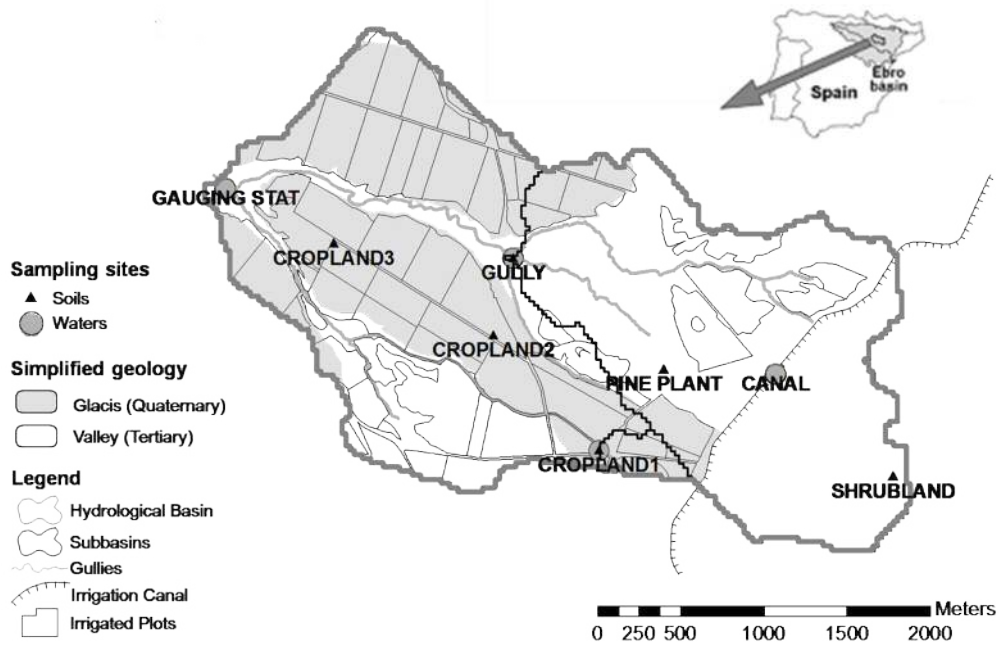 Ebro
basin
Spain
GAUGING STAT
CROPLAND3
GULLY
CROPLAND2
PINE PLANT
CANAL
CROPLAND1
SHRUBLAND
Sampling sites
Soils
Waters
Simplified geology
Glacis (Quaternary)
Valley (Tertiary)
Legend
Hydrological Basin
Subbasins
Gullies
Irrigation Canal
Irrigated Plots
Meters
0 250 500 1000 1500 2000